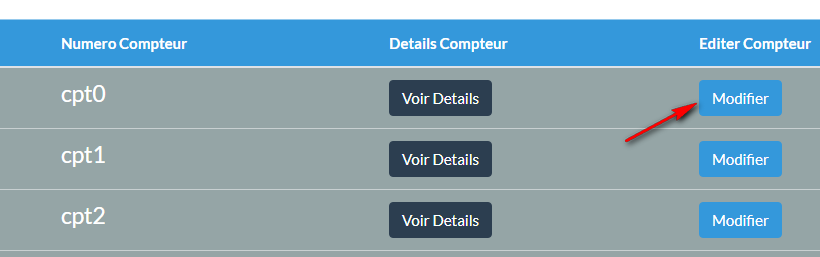 Numero Compteur Details Compteur Editer Compteur
cpt0 Voir Details Modifier
cpt1 Voir Details Modifier
cpt2 Voir Details Modifier